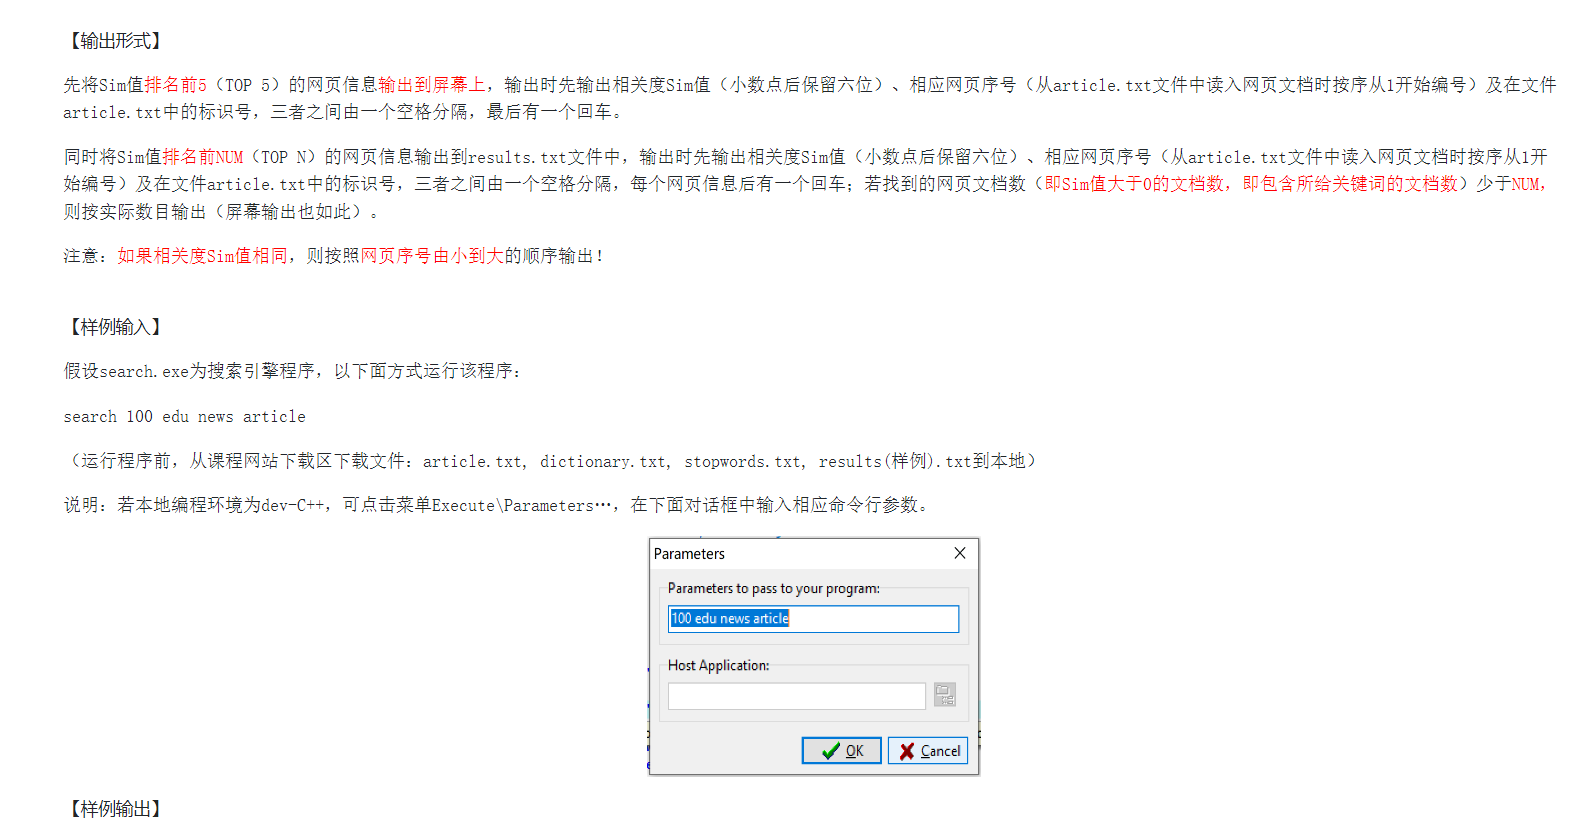 【输出形式】
先将Sim值排名前5（TOP 5）的网页信息输出到屏幕上，输出时先输出相关度Sim值（小数点后保留六位）、相应网页序号（从article.txt文件中读入网页文档时按序从1开始编号）及在文件
article.txt中的标识号，三者之间由一个空格分隔，最后有一个回车。
同时将Sim值排名前NUM（TOP N）的网页信息输出到results.txt文件中，输出时先输出相关度Sim值（小数点后保留六位）、相应网页序号（从article.txt文件中读入网页文档时按序从1开
始编号）及在文件article.txt中的标识号，三者之间由一个空格分隔，每个网页信息后有一个回车；若找到的网页文档数（即Sim值大于0的文档数，即包含所给关键词的文档数）少于NUM，
则按实际数目输出（屏幕输出也如此）。
注意：如果相关度Sim值相同，则按照网页序号由小到大的顺序输出！
【样例输入】
假设search.exe为搜索引擎程序，以下面方式运行该程序：
search 100 edu news article
（运行程序前，从课程网站下载区下载文件：article.txt, dictionary.txt, stopwords.txt, results(样例).txt到本地）
说明：若本地编程环境为dev-C++，可点击菜单Execute\Parameters…，在下面对话框中输入相应命令行参数。
Parameters
Parameters to pass to your program:
100 edu news article
Host Application:
OK Cancel
【样例输出】